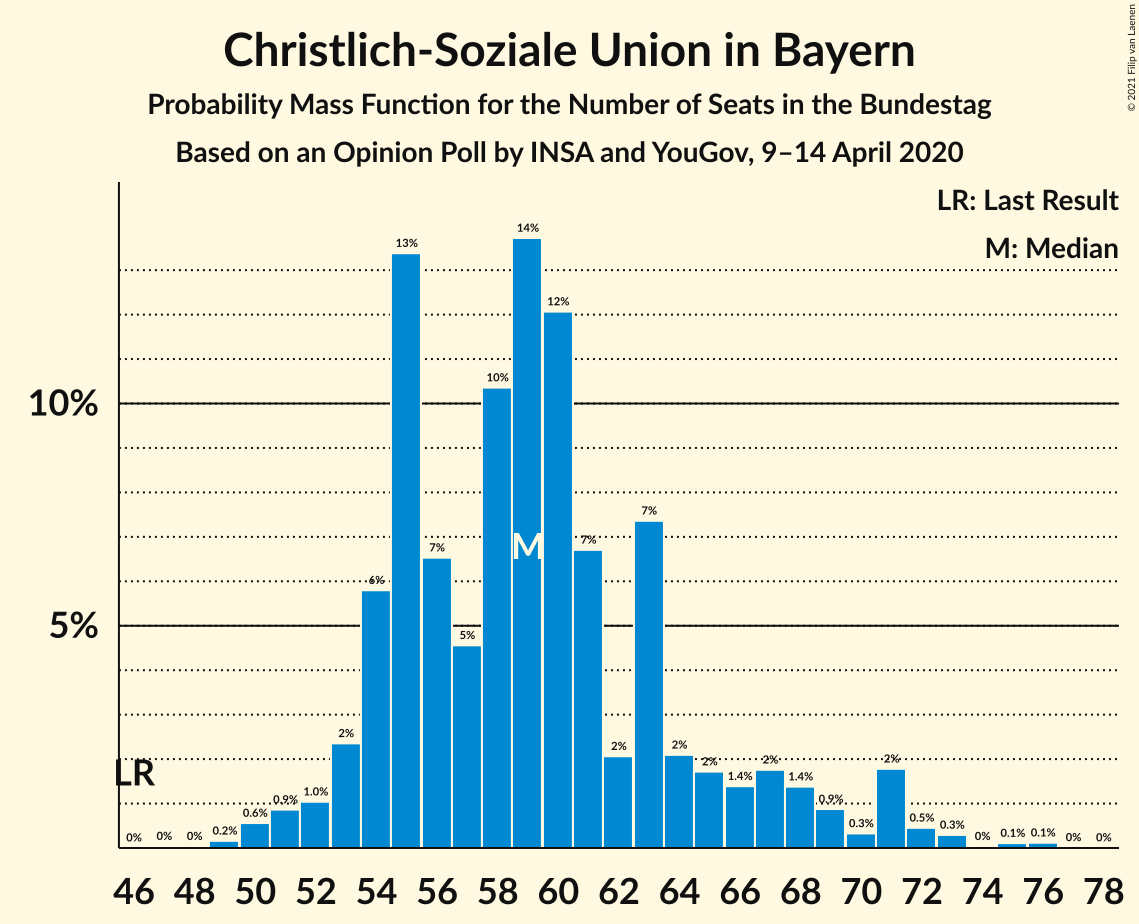 Christlich-Soziale Union in Bayern
Probability Mass Function for the Number of Seats in the Bundestag
Based on an Opinion Poll by INSA and YouGov, 9–14 April 2020
© 2021 Filip van Laenen
LR: Last Result
M: Median
10%
5%
LR
M
0% 0% 0% 0.2% 0.6% 0.9% 1.0% 2% 6% 13% 7% 5% 10% 14% 12% 7% 2% 7% 2% 2% 1.4% 2% 1.4% 0.9% 0.3% 2% 0.5% 0.3% 0% 0.1% 0.1% 0% 0%
46 48 50 52 54 56 58 60 62 64 66 68 70 72 74 76 78